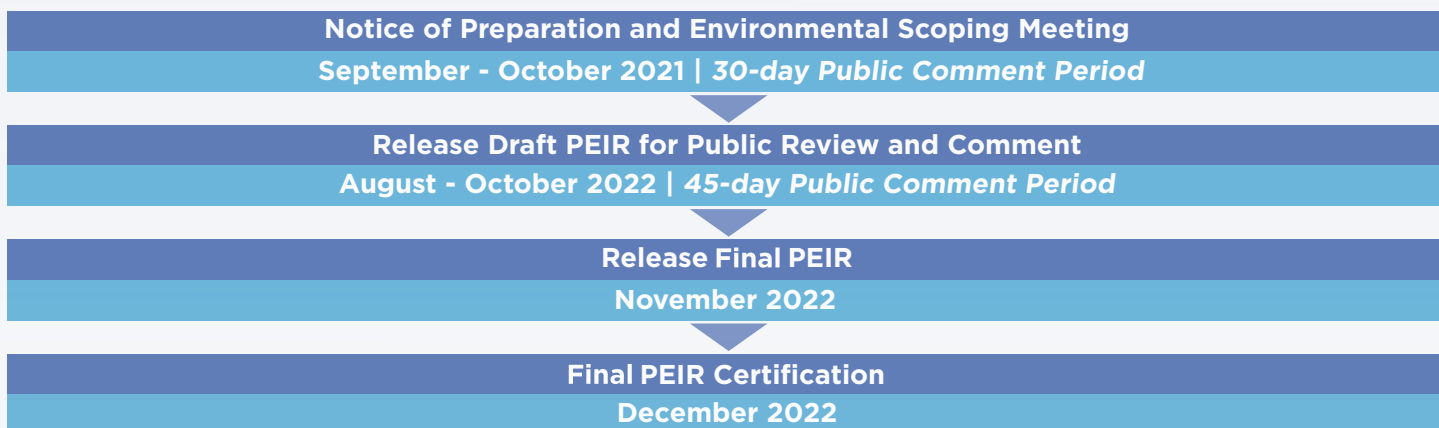 Notice of Preparation and Environmental Scoping Meeting
September - October 2021 | 30-day Public Comment Period
Release Draft PEIR for Public Review and Comment
August - October 2022 | 45-day Public Comment Period
Release Final PEIR
November 2022
Final PEIR Certification
December 2022